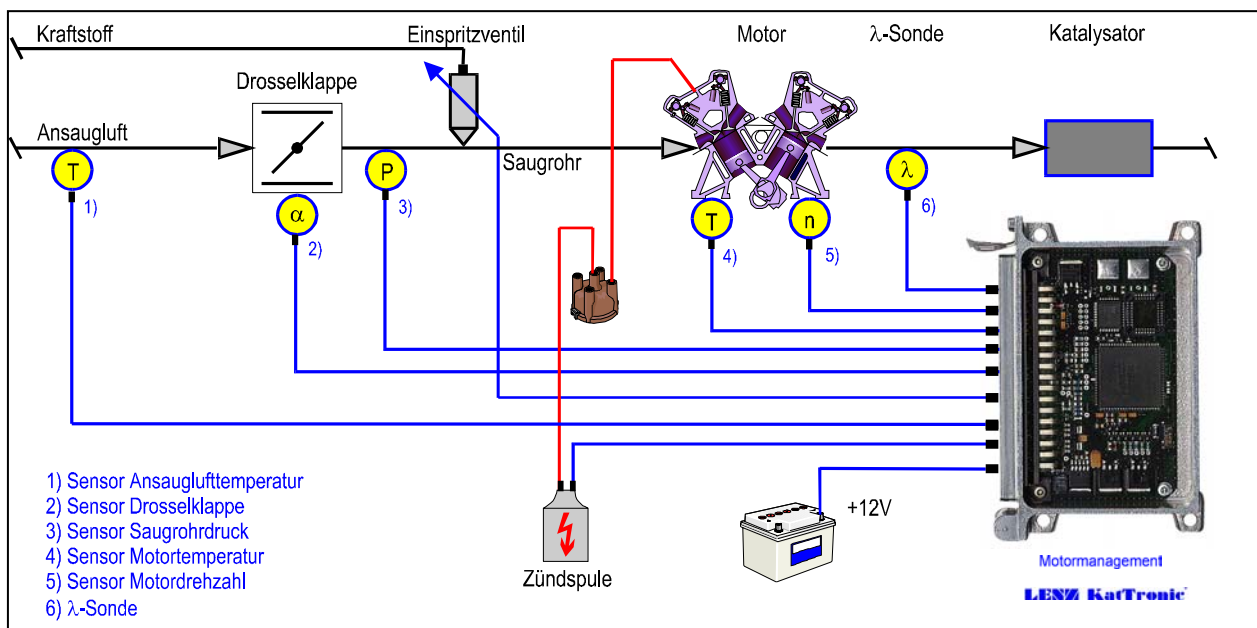 Kraftstoff
Einspritzventil
Motor
λ-Sonde
Katalysator
Drosselklappe
Ansaugluft
Saugrohr
T
1)
α
2)
P
3)
T
4)
n
5)
λ
6)
1) Sensor Ansauglufttemperatur
2) Sensor Drosselklappe
3) Sensor Saugrohrdruck
4) Sensor Motortemperatur
5) Sensor Motordrehzahl
6) λ-Sonde
Zündspule
+12V
Motormanagement
LENZ KatTronic